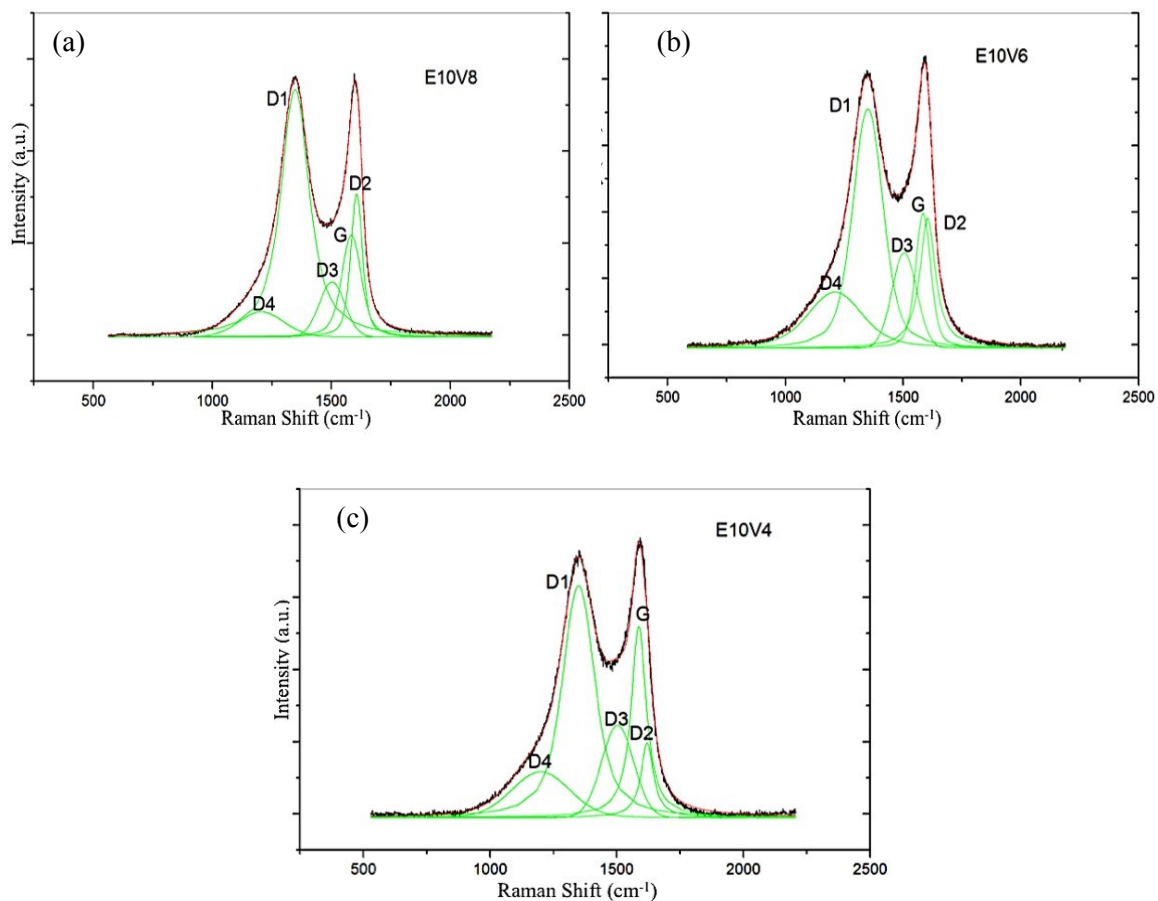 (a)
E10V8
D1
D2
G
D3
D4
Intensity (a.u.)
500 1000 1500 2000 2500
Raman Shift (cm-1)
(b)
E10V6
D1
G
D2
D3
D4
500 1000 1500 2000 2500
Raman Shift (cm-1)
(c)
E10V4
D1
G
D3
D2
D4
Intensity (a.u.)
500 1000 1500 2000 2500
Raman Shift (cm-1)